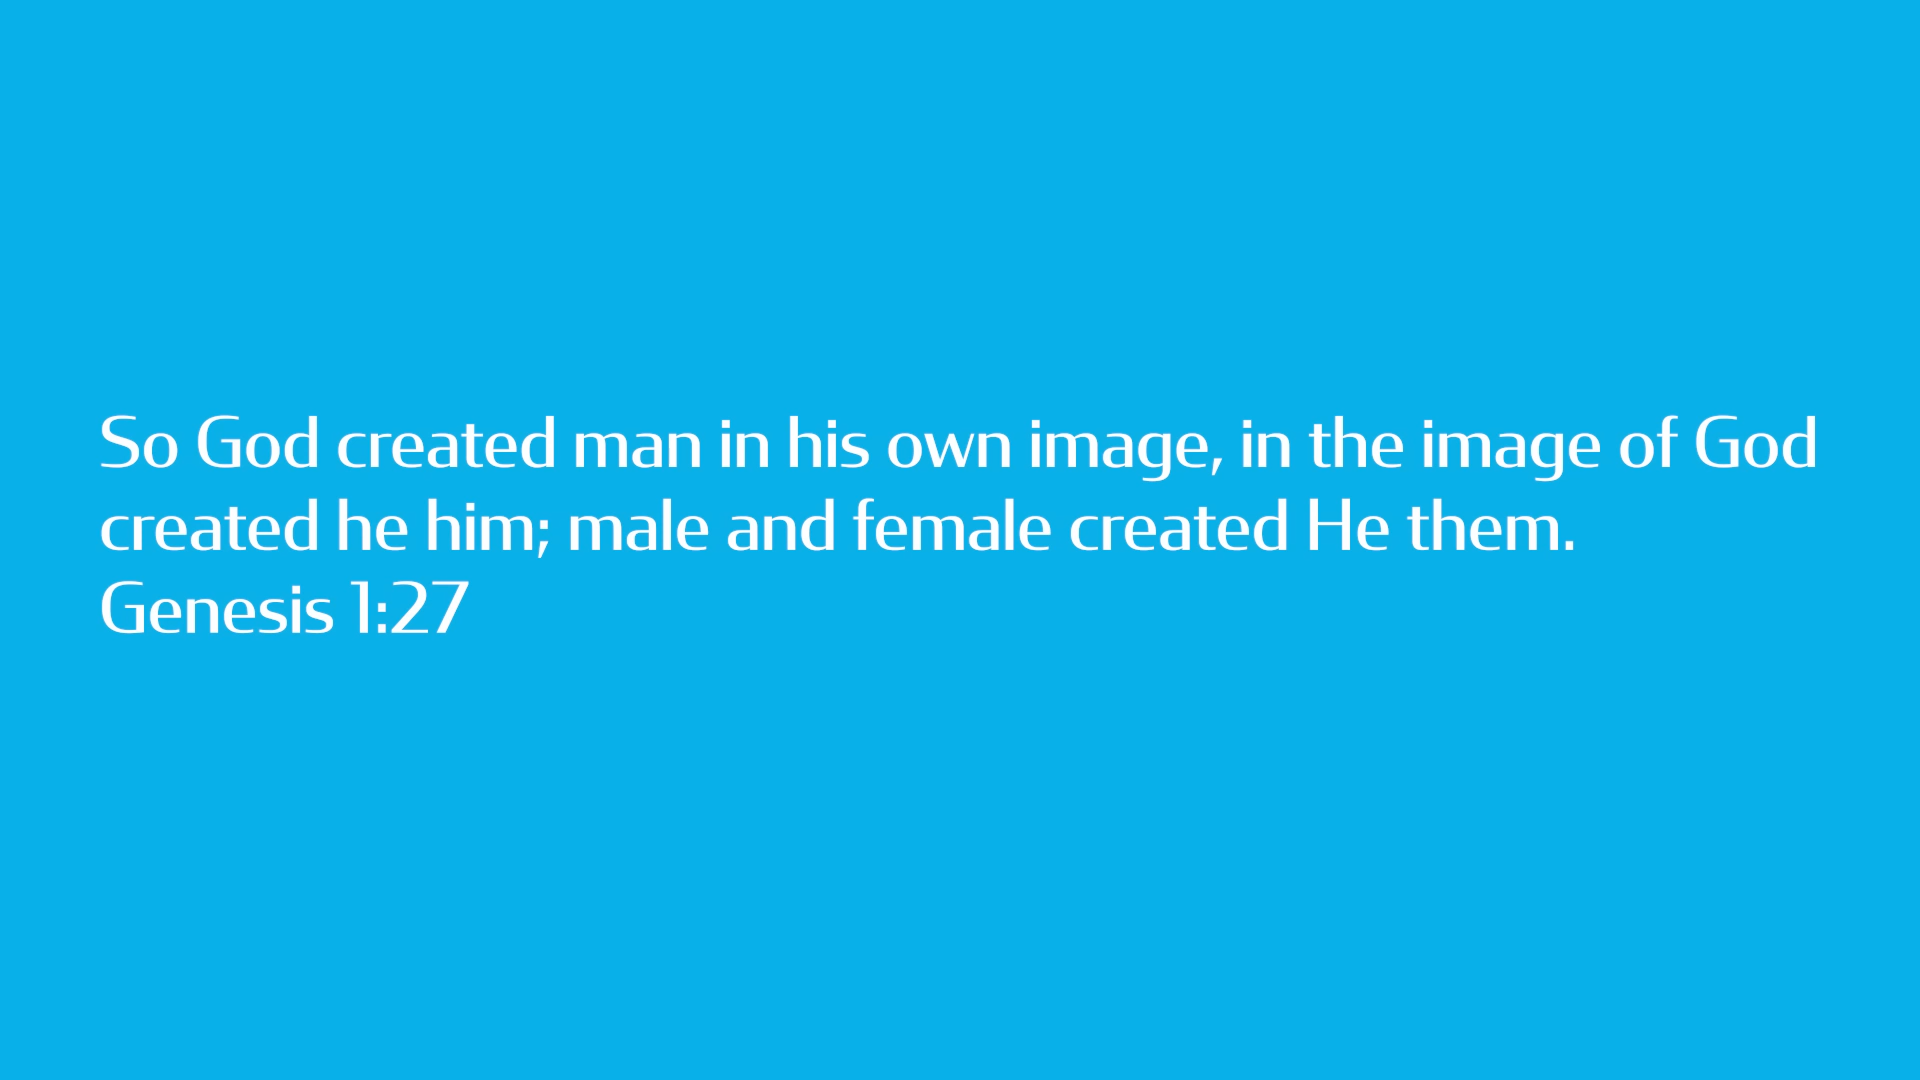 So God created man in his own image, in the image of God
created he him; male and female created He them.
Genesis 1:27